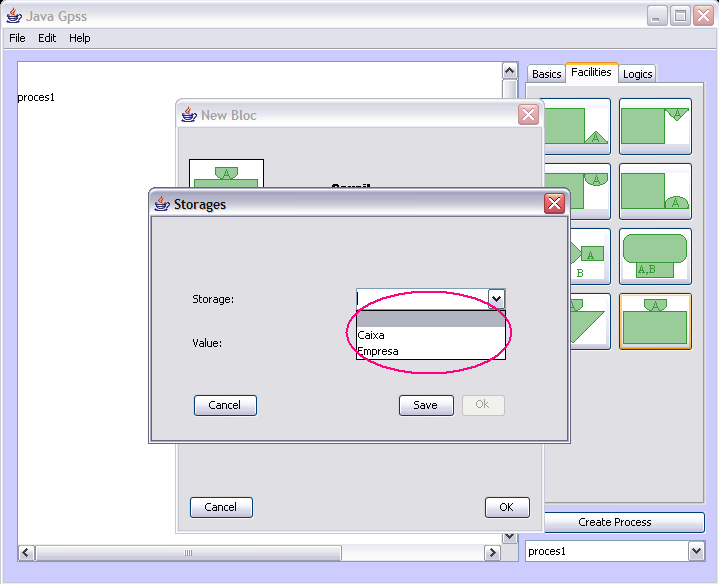 Java Gpss
File Edit Help
proces1
Basics Facilities Logics
New Bloc
A
A
A
A
A
A
B
A,B
A
A
A
Storages
Storage:
Caixa
Empresa
Value:
Cancel Save Ok
Cancel OK
Create Process
proces1